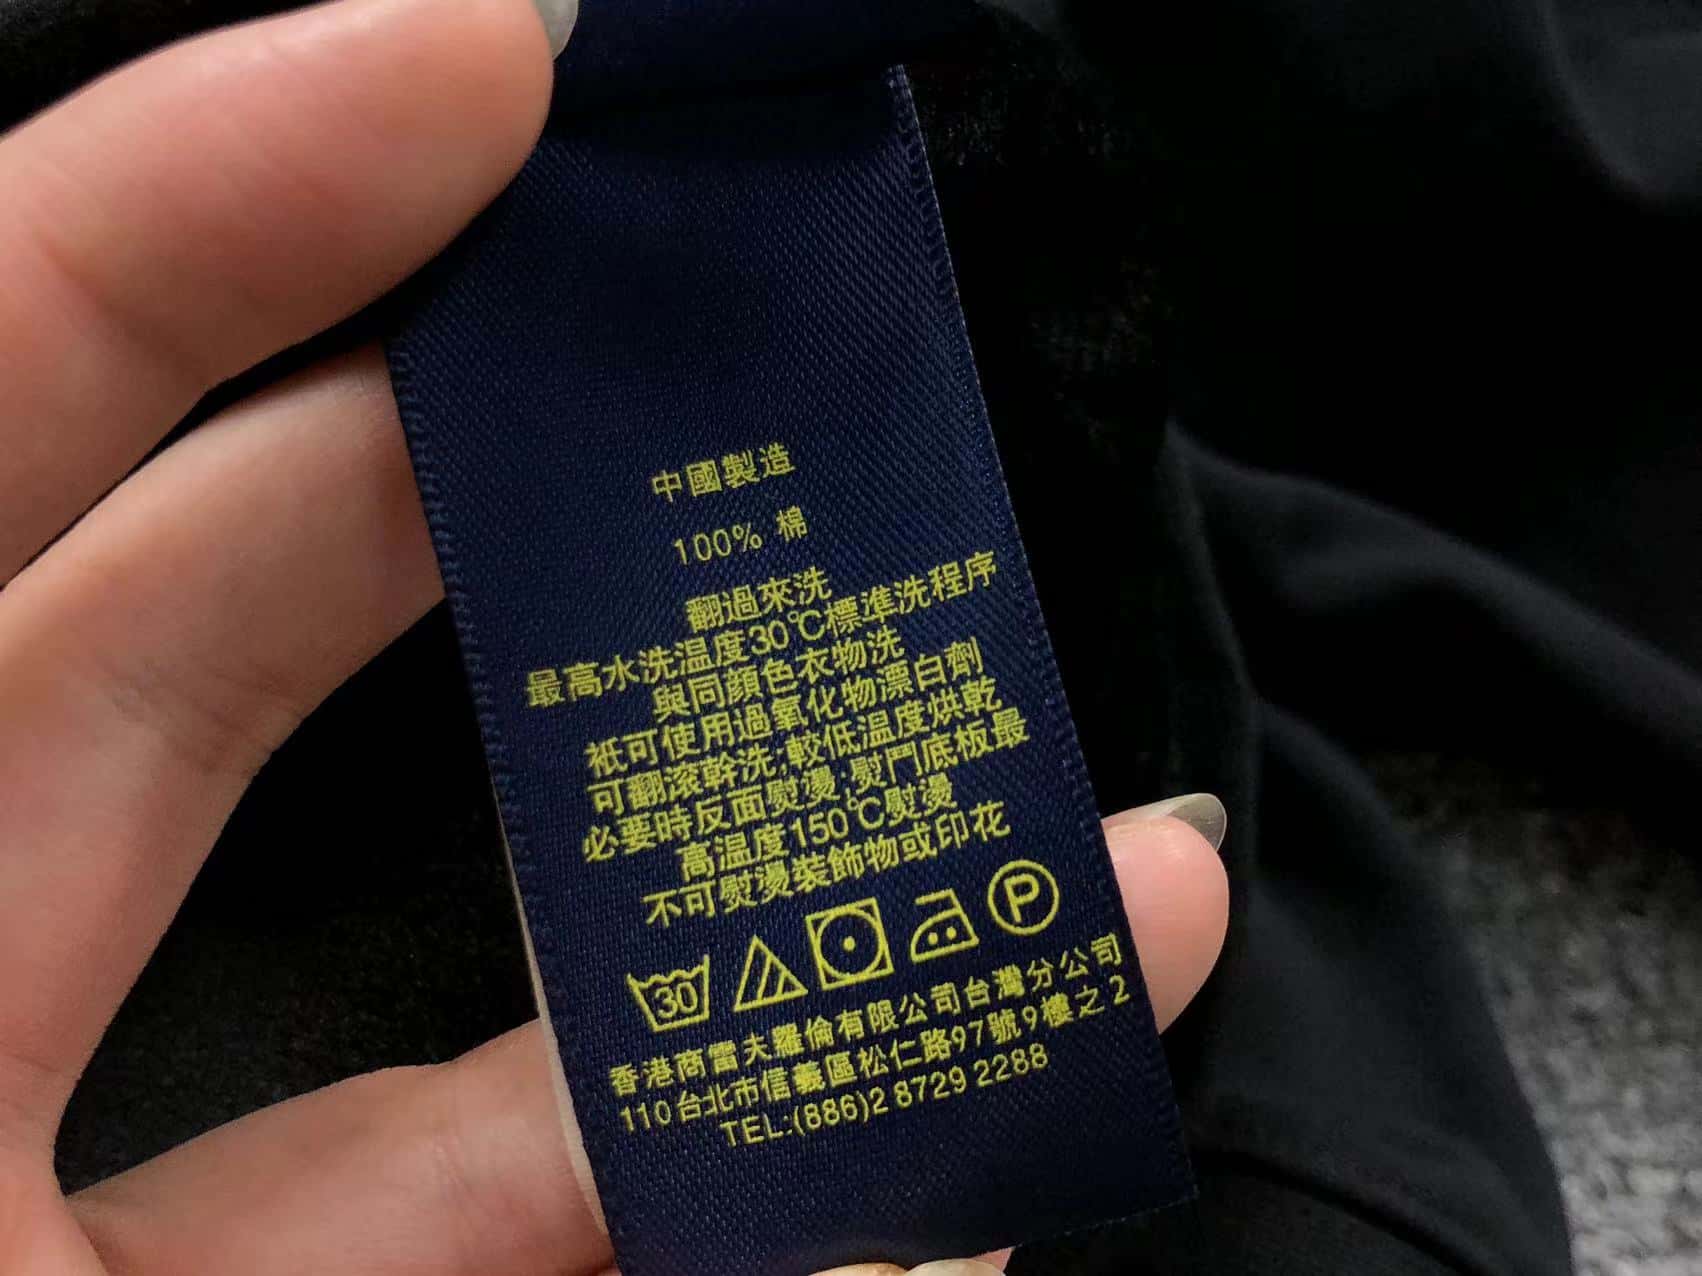 中國製造
100% 棉
翻過來洗
最高水洗温度30℃標準洗程序
與同顏色衣物洗
衹可使用過氧化物漂白劑
可翻滚幹洗;較低温度烘乾
必要時反面熨燙;熨鬥底板最
高温度150℃熨燙
不可熨燙裝飾物或印花
30 P
香港商雷夫羅倫有限公司台灣分公司
110台北市信義區松仁路97號9樓之2
TEL:(886)2 8729 2288